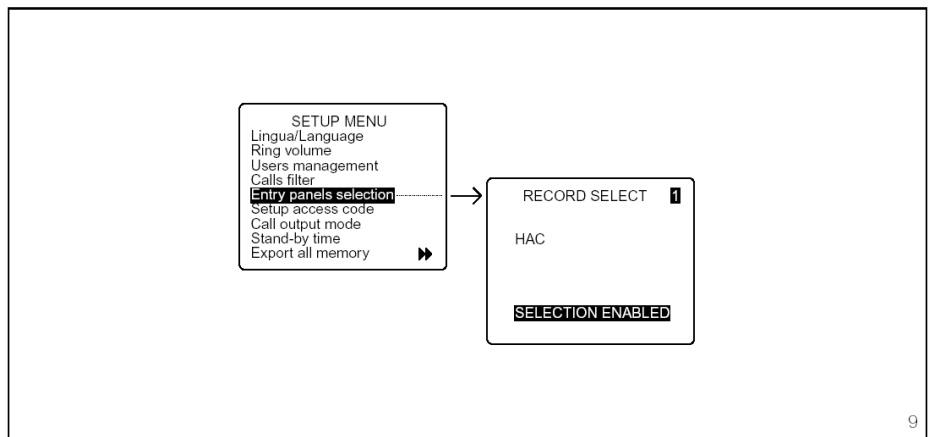 SETUP MENU
Lingua/Language
Ring volume
Users management
Calls filter
Entry panels selection
Setup access code
Call output mode
Stand-by time
Export all memory
RECORD SELECT 1
HAC
SELECTION ENABLED
9